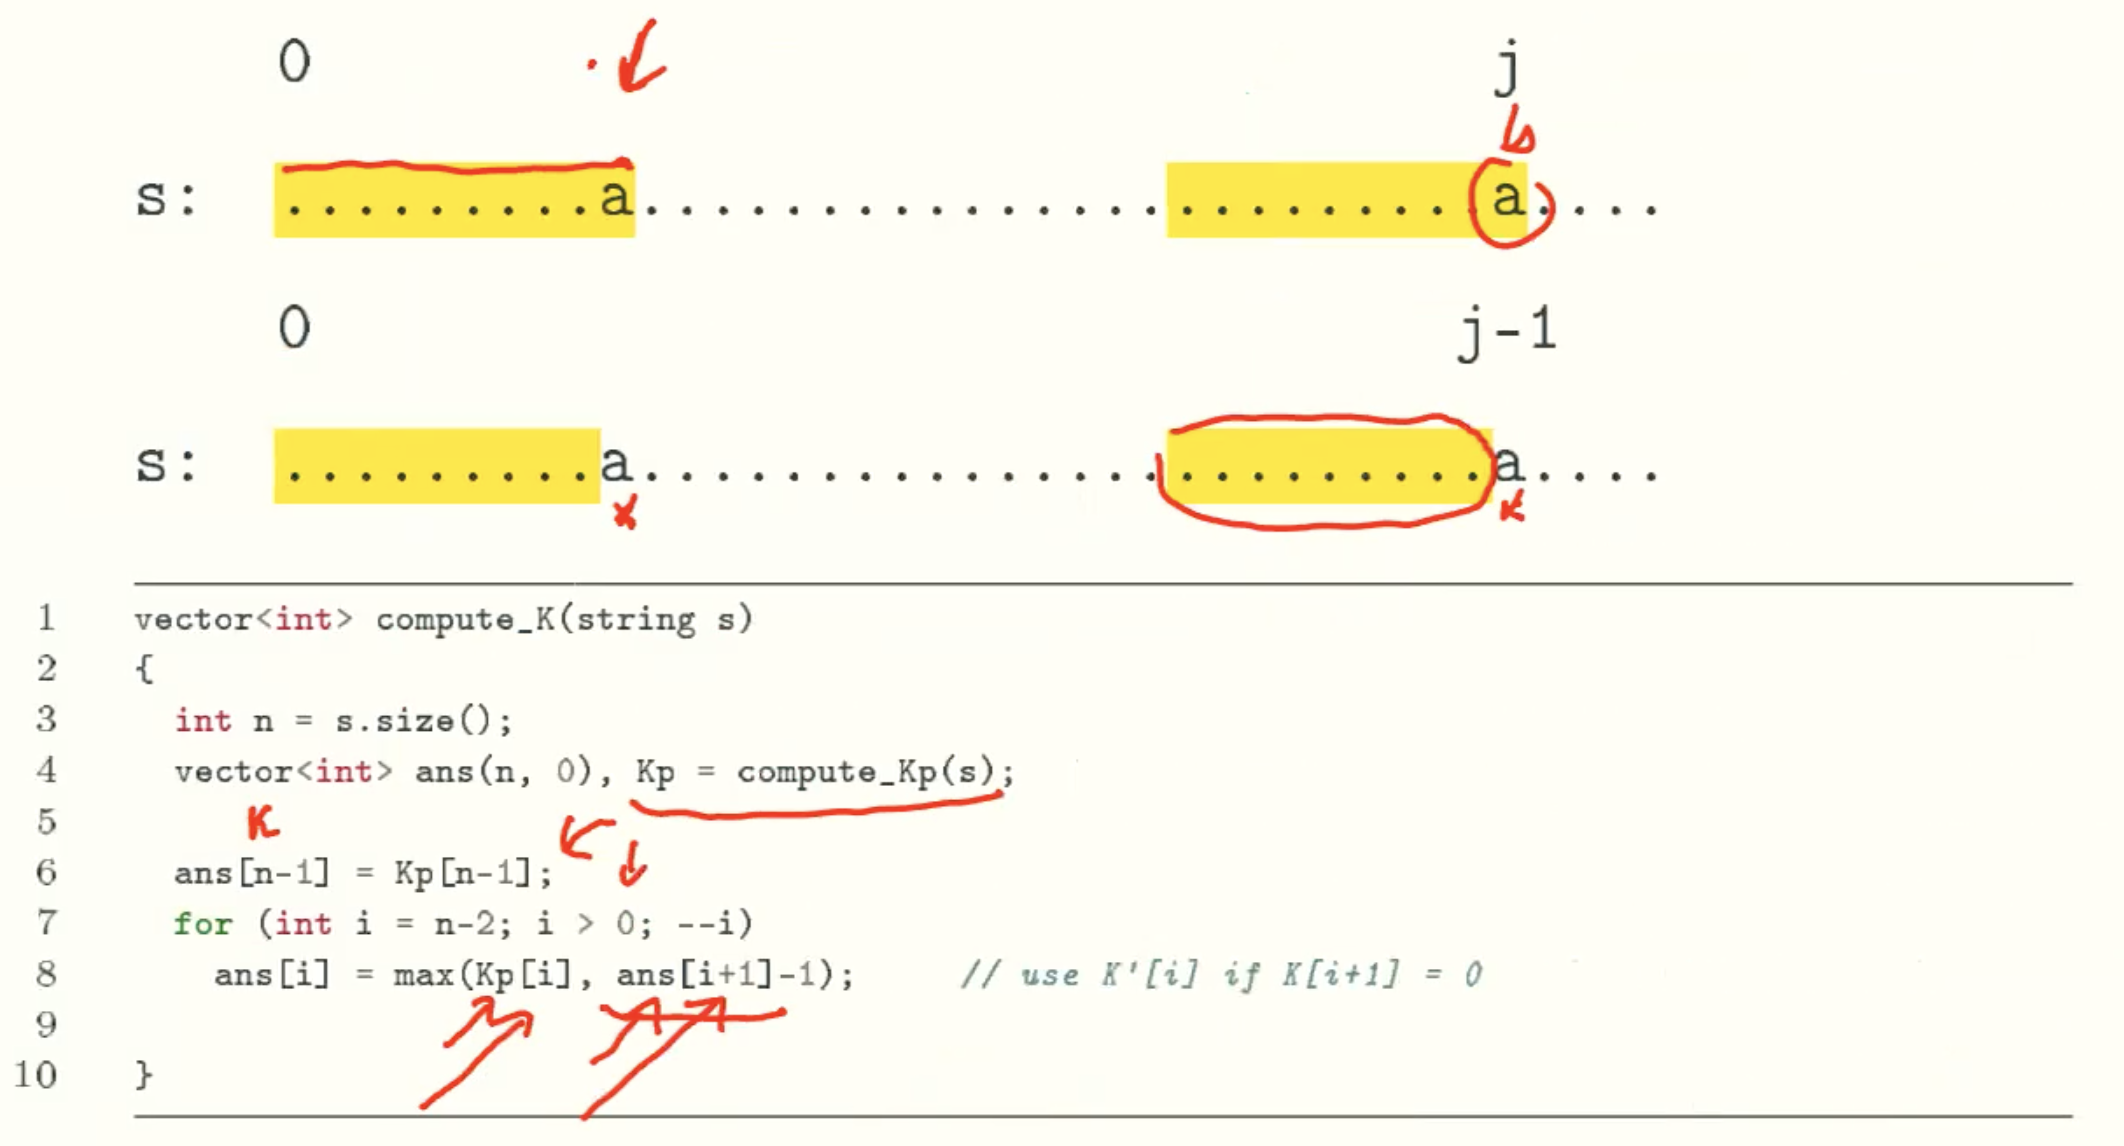 0 j
b
s: .........a.......................a....
0 j-1
s: .........a........................a....
x x
1 vector<int> compute_K(string s)
2 {
3 int n = s.size();
4 vector<int> ans(n, 0), Kp = compute_Kp(s);
5 K
6 ans[n-1] = Kp[n-1];
7 for (int i = n-2; i > 0; --i)
8 ans[i] = max(Kp[i], ans[i+1]-1); // use K'[i] if K[i+1] = 0
9
10 }